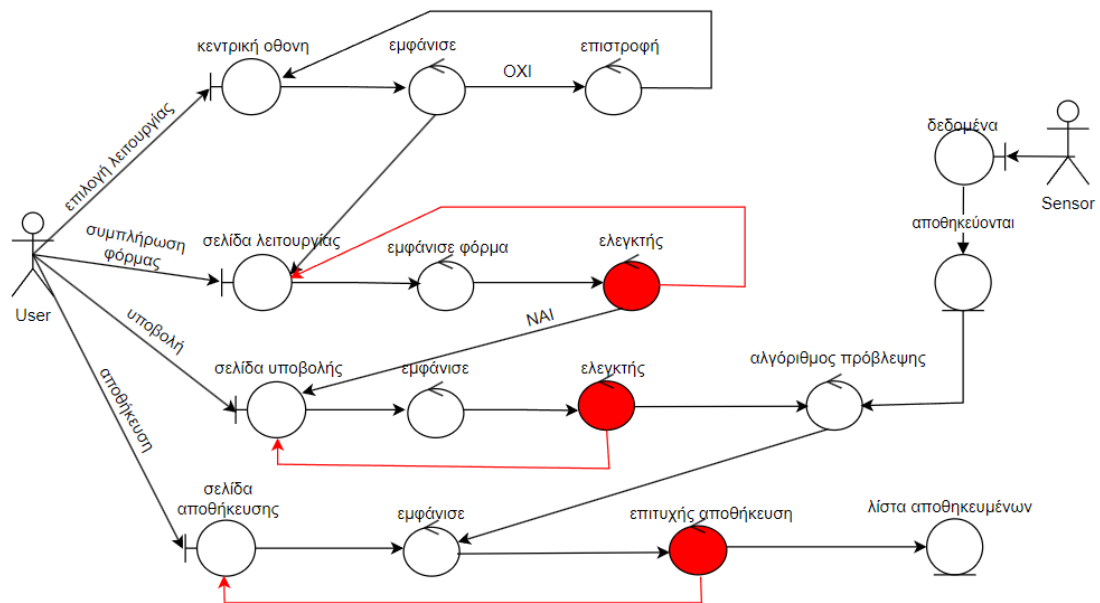 κεντρική οθονη
εμφάνισε
επιστροφή
ΟΧΙ
επιλογή λειτουργίας
δεδομένα
Sensor
αποθηκεύονται
συμπλήρωση
φόρμας
σελίδα λειτουργίας
εμφάνισε φόρμα
ελεγκτής
User
υποβολή
ΝΑΙ
σελίδα υποβολής
εμφάνισε
ελεγκτής
αλγόριθμος πρόβλεψης
αποθήκευση
σελίδα
αποθήκευσης
εμφάνισε
επιτυχής αποθήκευση
λίστα αποθηκευμένων